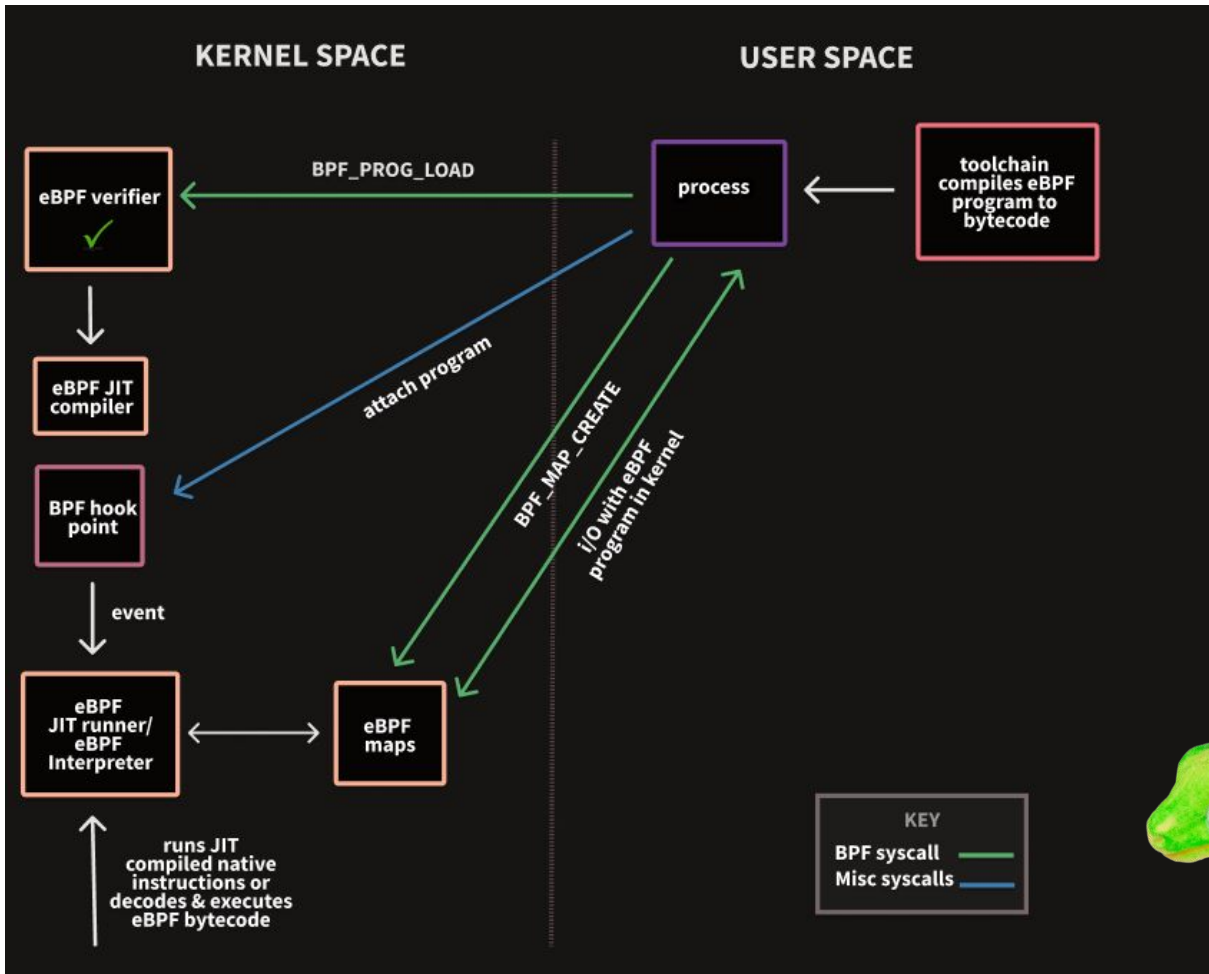 KERNEL SPACE
USER SPACE
eBPF verifier
BPF_PROG_LOAD
process
toolchain
compiles eBPF
program to
bytecode
eBPF JIT
compiler
attach program
BPF hook
point
BPF_MAP_CREATE
i/O with eBPF
program in kernel
event
eBPF
JIT runner/
eBPF
Interpreter
eBPF
maps
runs JIT
compiled native
instructions or
decodes & executes
eBPF bytecode
KEY
BPF syscall
Misc syscalls